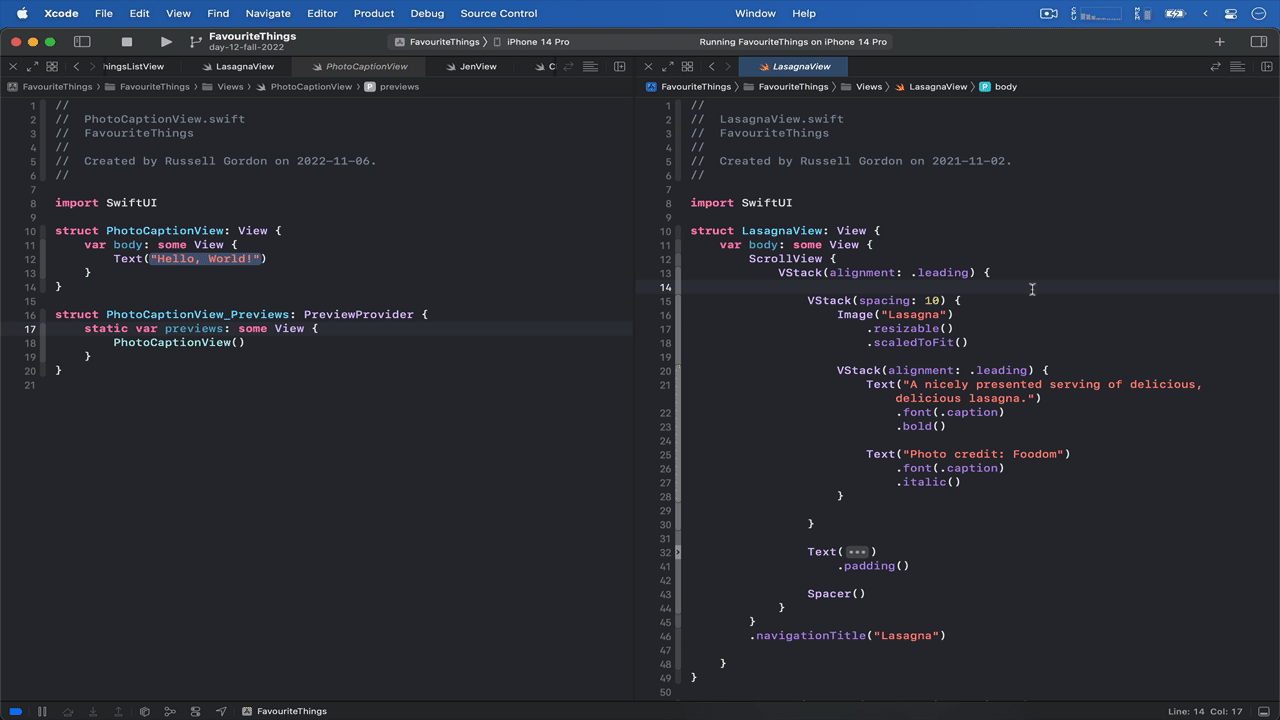 Xcode File Edit View Find Navigate Editor Product Debug Source Control Window Help
FavouriteThings
day-12-fall-2022
FavouriteThings iPhone 14 Pro
Running FavouriteThings on iPhone 14 Pro
hingsListView LasagnaView PhotoCaptionView JenView C
FavouriteThings FavouriteThings Views PhotoCaptionView P previews
1 //
2 // PhotoCaptionView.swift
3 // FavouriteThings
4 //
5 // Created by Russell Gordon on 2022-11-06.
6 //
7
8 import SwiftUI
9
10 struct PhotoCaptionView: View {
11 var body: some View {
12 Text("Hello, World!")
13 }
14 }
15
16 struct PhotoCaptionView_Previews: PreviewProvider {
17 static var previews: some View {
18 PhotoCaptionView()
19 }
20 }
21
LasagnaView
FavouriteThings FavouriteThings Views LasagnaView P body
1 //
2 // LasagnaView.swift
3 // FavouriteThings
4 //
5 // Created by Russell Gordon on 2021-11-02.
6 //
7
8 import SwiftUI
9
10 struct LasagnaView: View {
11 var body: some View {
12 ScrollView {
13 VStack(alignment: .leading) {
14
15 VStack(spacing: 10) {
16 Image("Lasagna")
17 .resizable()
18 .scaledToFit()
19
20 VStack(alignment: .leading) {
21 Text("A nicely presented serving of delicious,
delicious lasagna.")
22 .font(.caption)
23 .bold()
24
25 Text("Photo credit: Foodom")
26 .font(.caption)
27 .italic()
28 }
29
30 }
31
32 Text(•••)
41 .padding()
42
43 Spacer()
44 }
45 }
46 .navigationTitle("Lasagna")
47
48 }
49 }
50
FavouriteThings
Line: 14 Col: 17